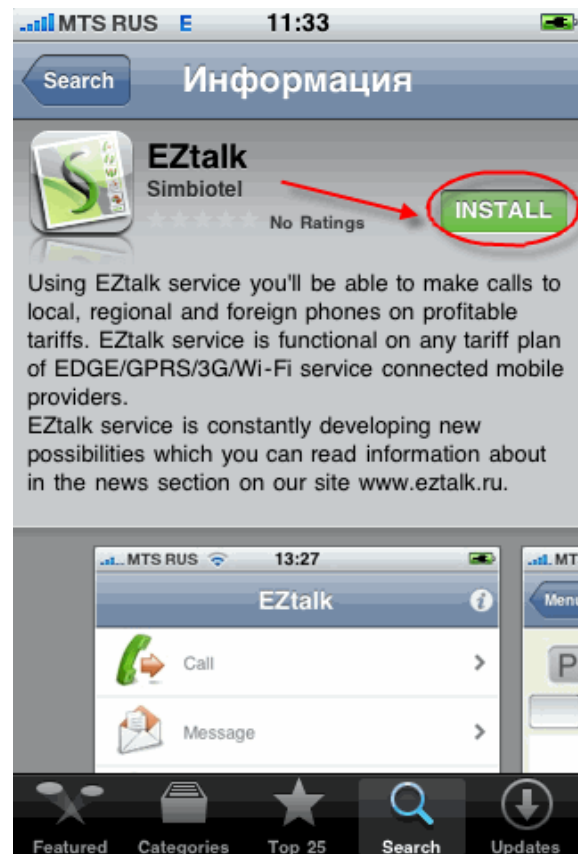 MTS RUS E 11:33
Search Информация
EZtalk
Simbiotel
No Ratings
INSTALL
Using EZtalk service you'll be able to make calls to
local, regional and foreign phones on profitable
tariffs. EZtalk service is functional on any tariff plan
of EDGE/GPRS/3G/Wi-Fi service connected mobile
providers.
EZtalk service is constantly developing new
possibilities which you can read information about
in the news section on our site www.eztalk.ru.
MTS RUS 13:27
EZtalk
Call
Message
MT
Menu
P
Featured Categories Top 25 Search Updates